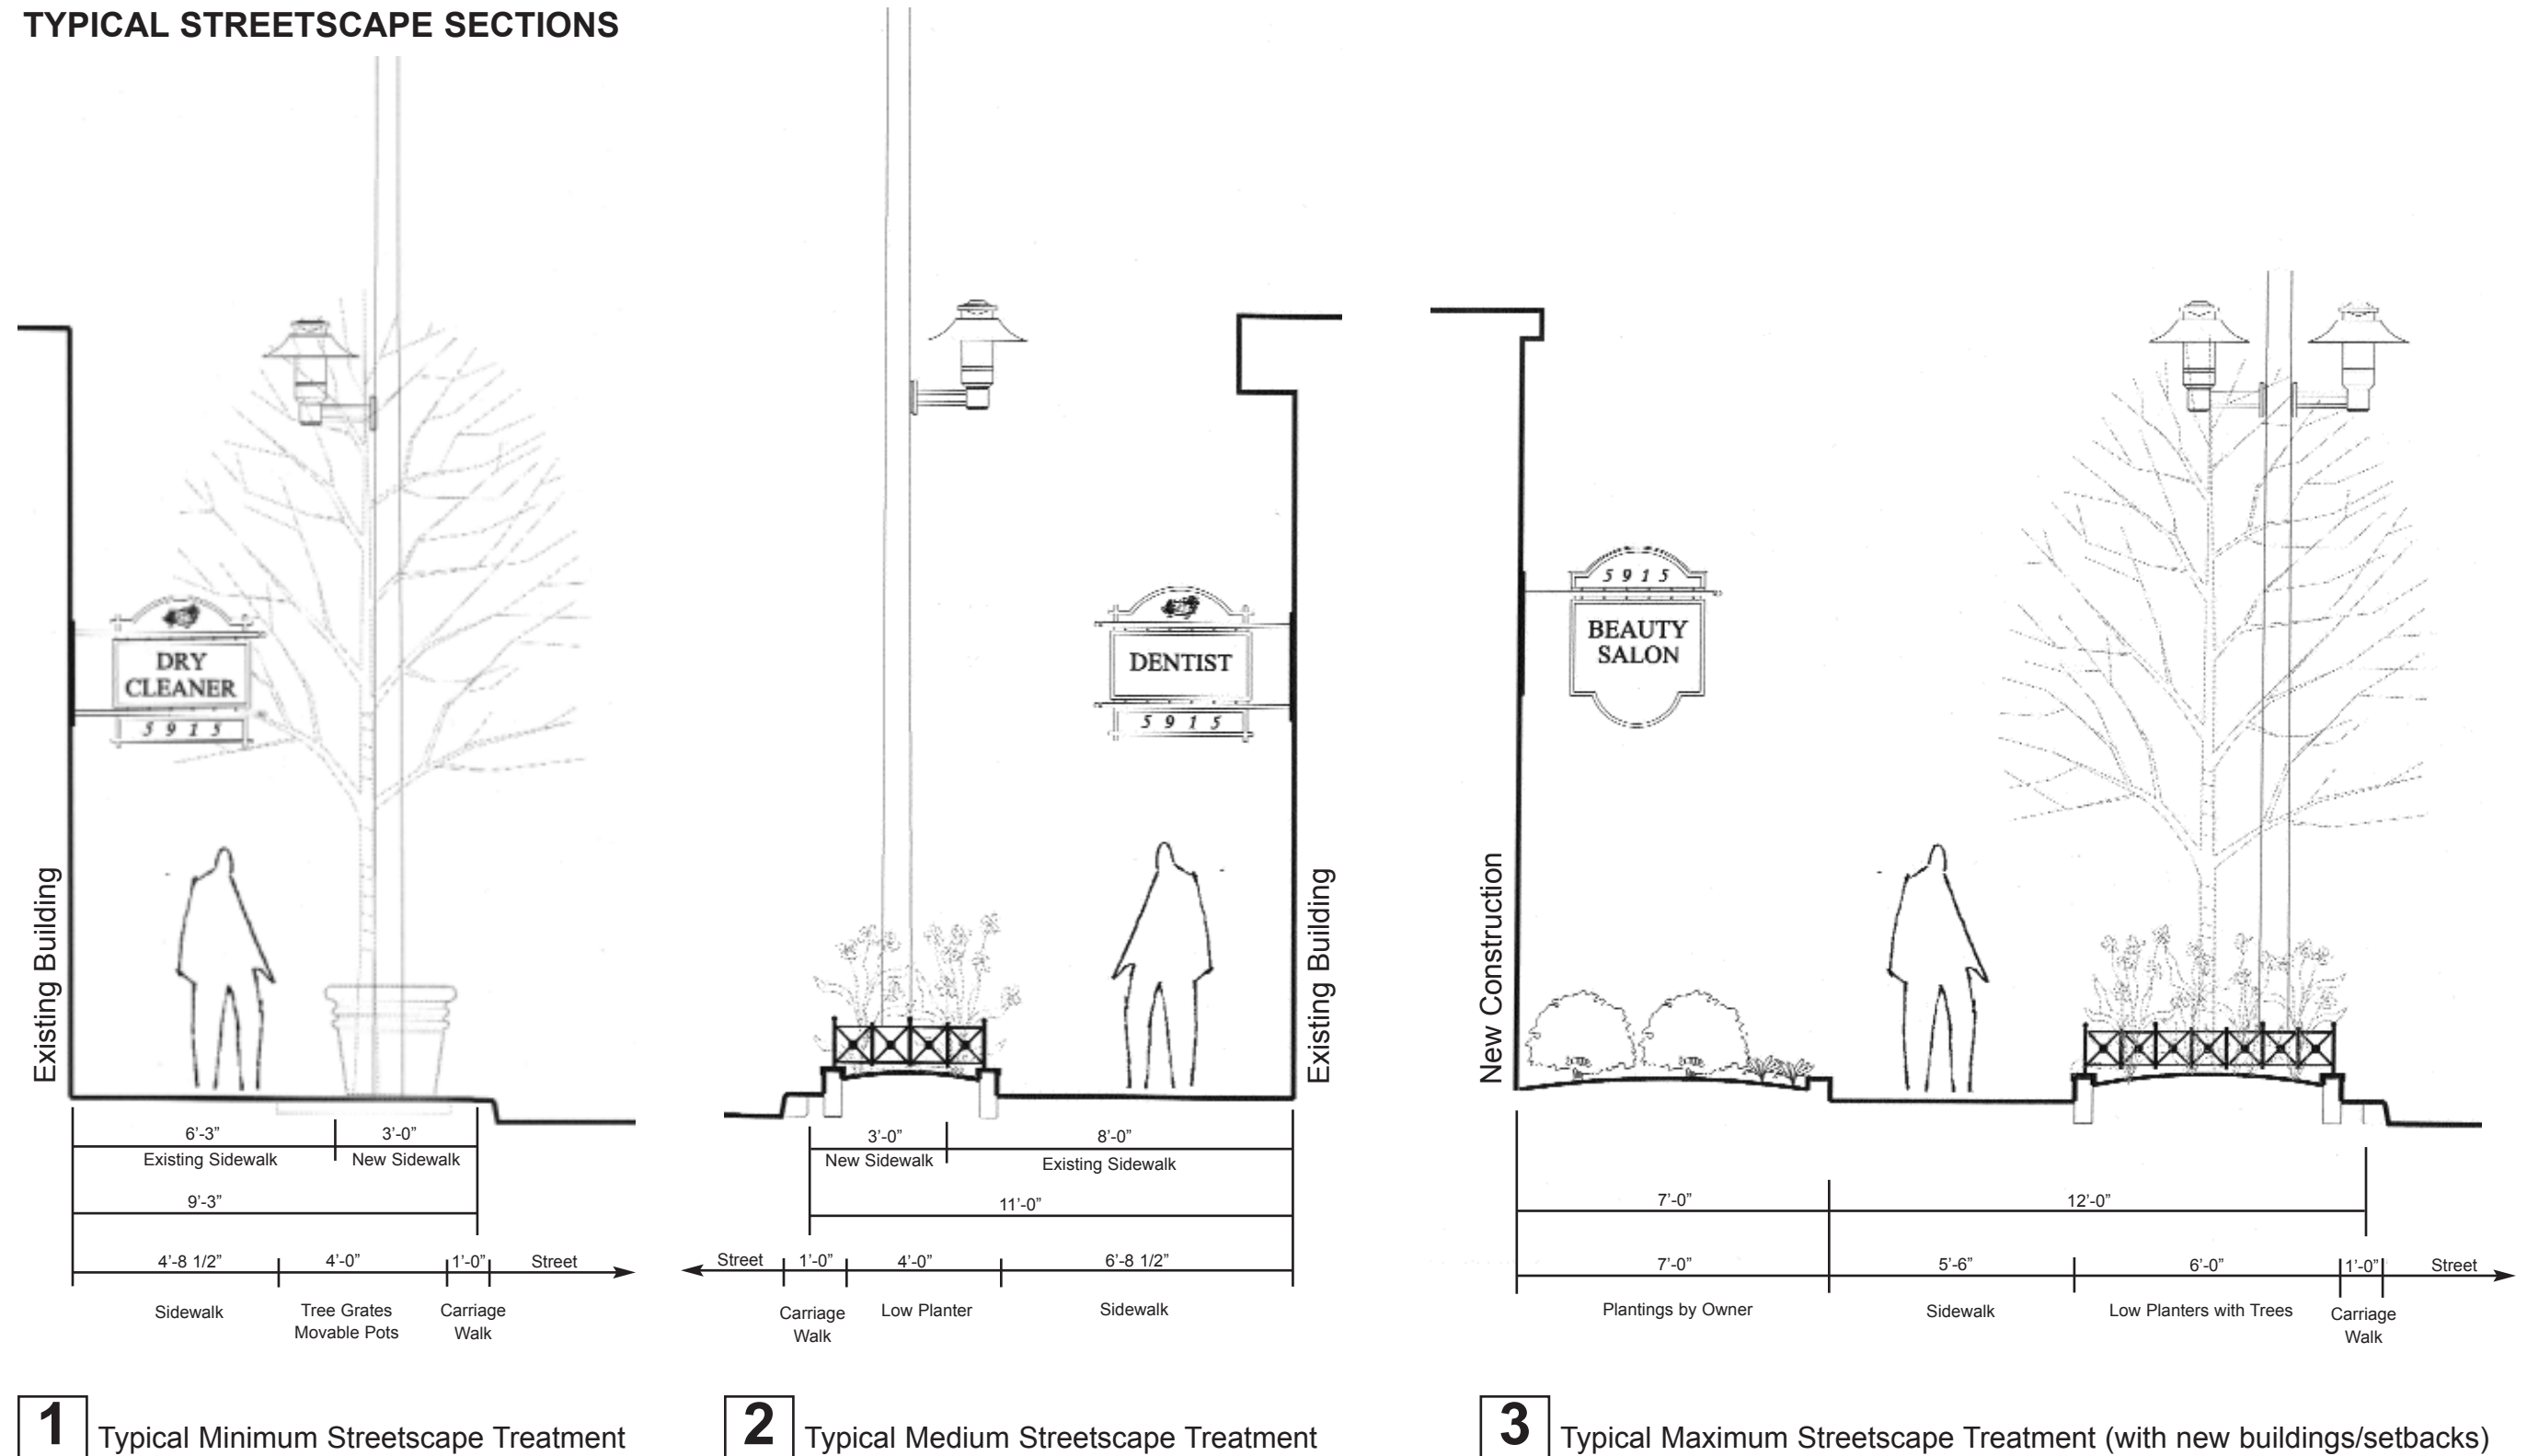 TYPICAL STREETSCAPE SECTIONS
DRY
CLEANER
5 9 1 5
Existing Building
6’-3”
3’-0”
Existing Sidewalk
New Sidewalk
9’-3”
4’-8 1/2”
4’-0”
1’-0”
Street
Sidewalk
Tree Grates
Movable Pots
Carriage
Walk
1
Typical Minimum Streetscape Treatment
DENTIST
5 9 1 5
Existing Building
3’-0”
8’-0”
New Sidewalk
Existing Sidewalk
11’-0”
Street
1’-0”
4’-0”
6’-8 1/2”
Carriage
Walk
Low Planter
Sidewalk
2
Typical Medium Streetscape Treatment
5 9 1 5
BEAUTY
SALON
New Construction
7’-0”
12’-0”
7’-0”
5’-6”
6’-0”
1’-0”
Street
Plantings by Owner
Sidewalk
Low Planters with Trees
Carriage
Walk
3
Typical Maximum Streetscape Treatment (with new buildings/setbacks)